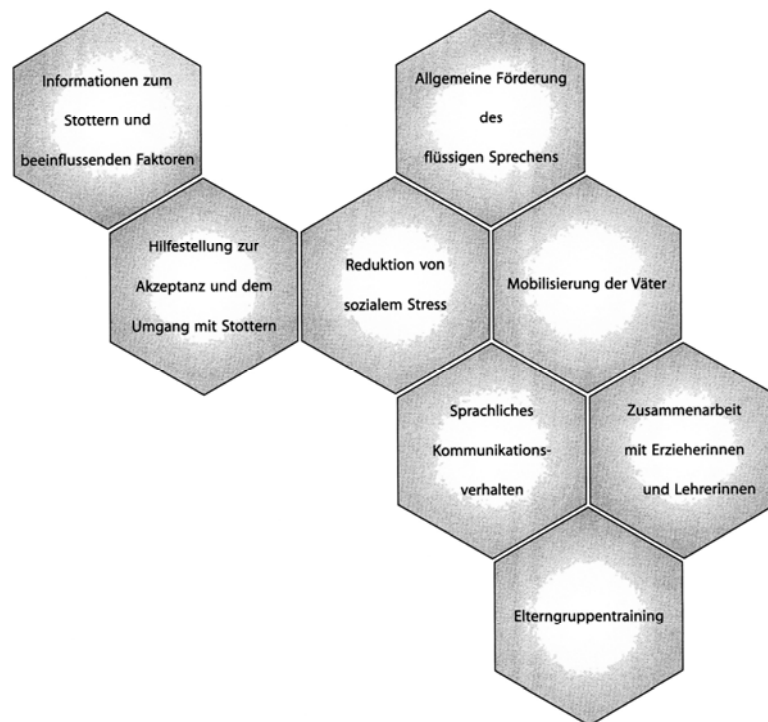 Informationen zum
Stottern und
beeinflussenden Faktoren
Allgemeine Förderung
des
flüssigen Sprechens
Hilfestellung zur
Akzeptanz und dem
Umgang mit Stottern
Reduktion von
sozialem Stress
Mobilisierung der Väter
Sprachliches
Kommunikations-
verhalten
Zusammenarbeit
mit Erzieherinnen
und Lehrerinnen
Elterngruppentraining